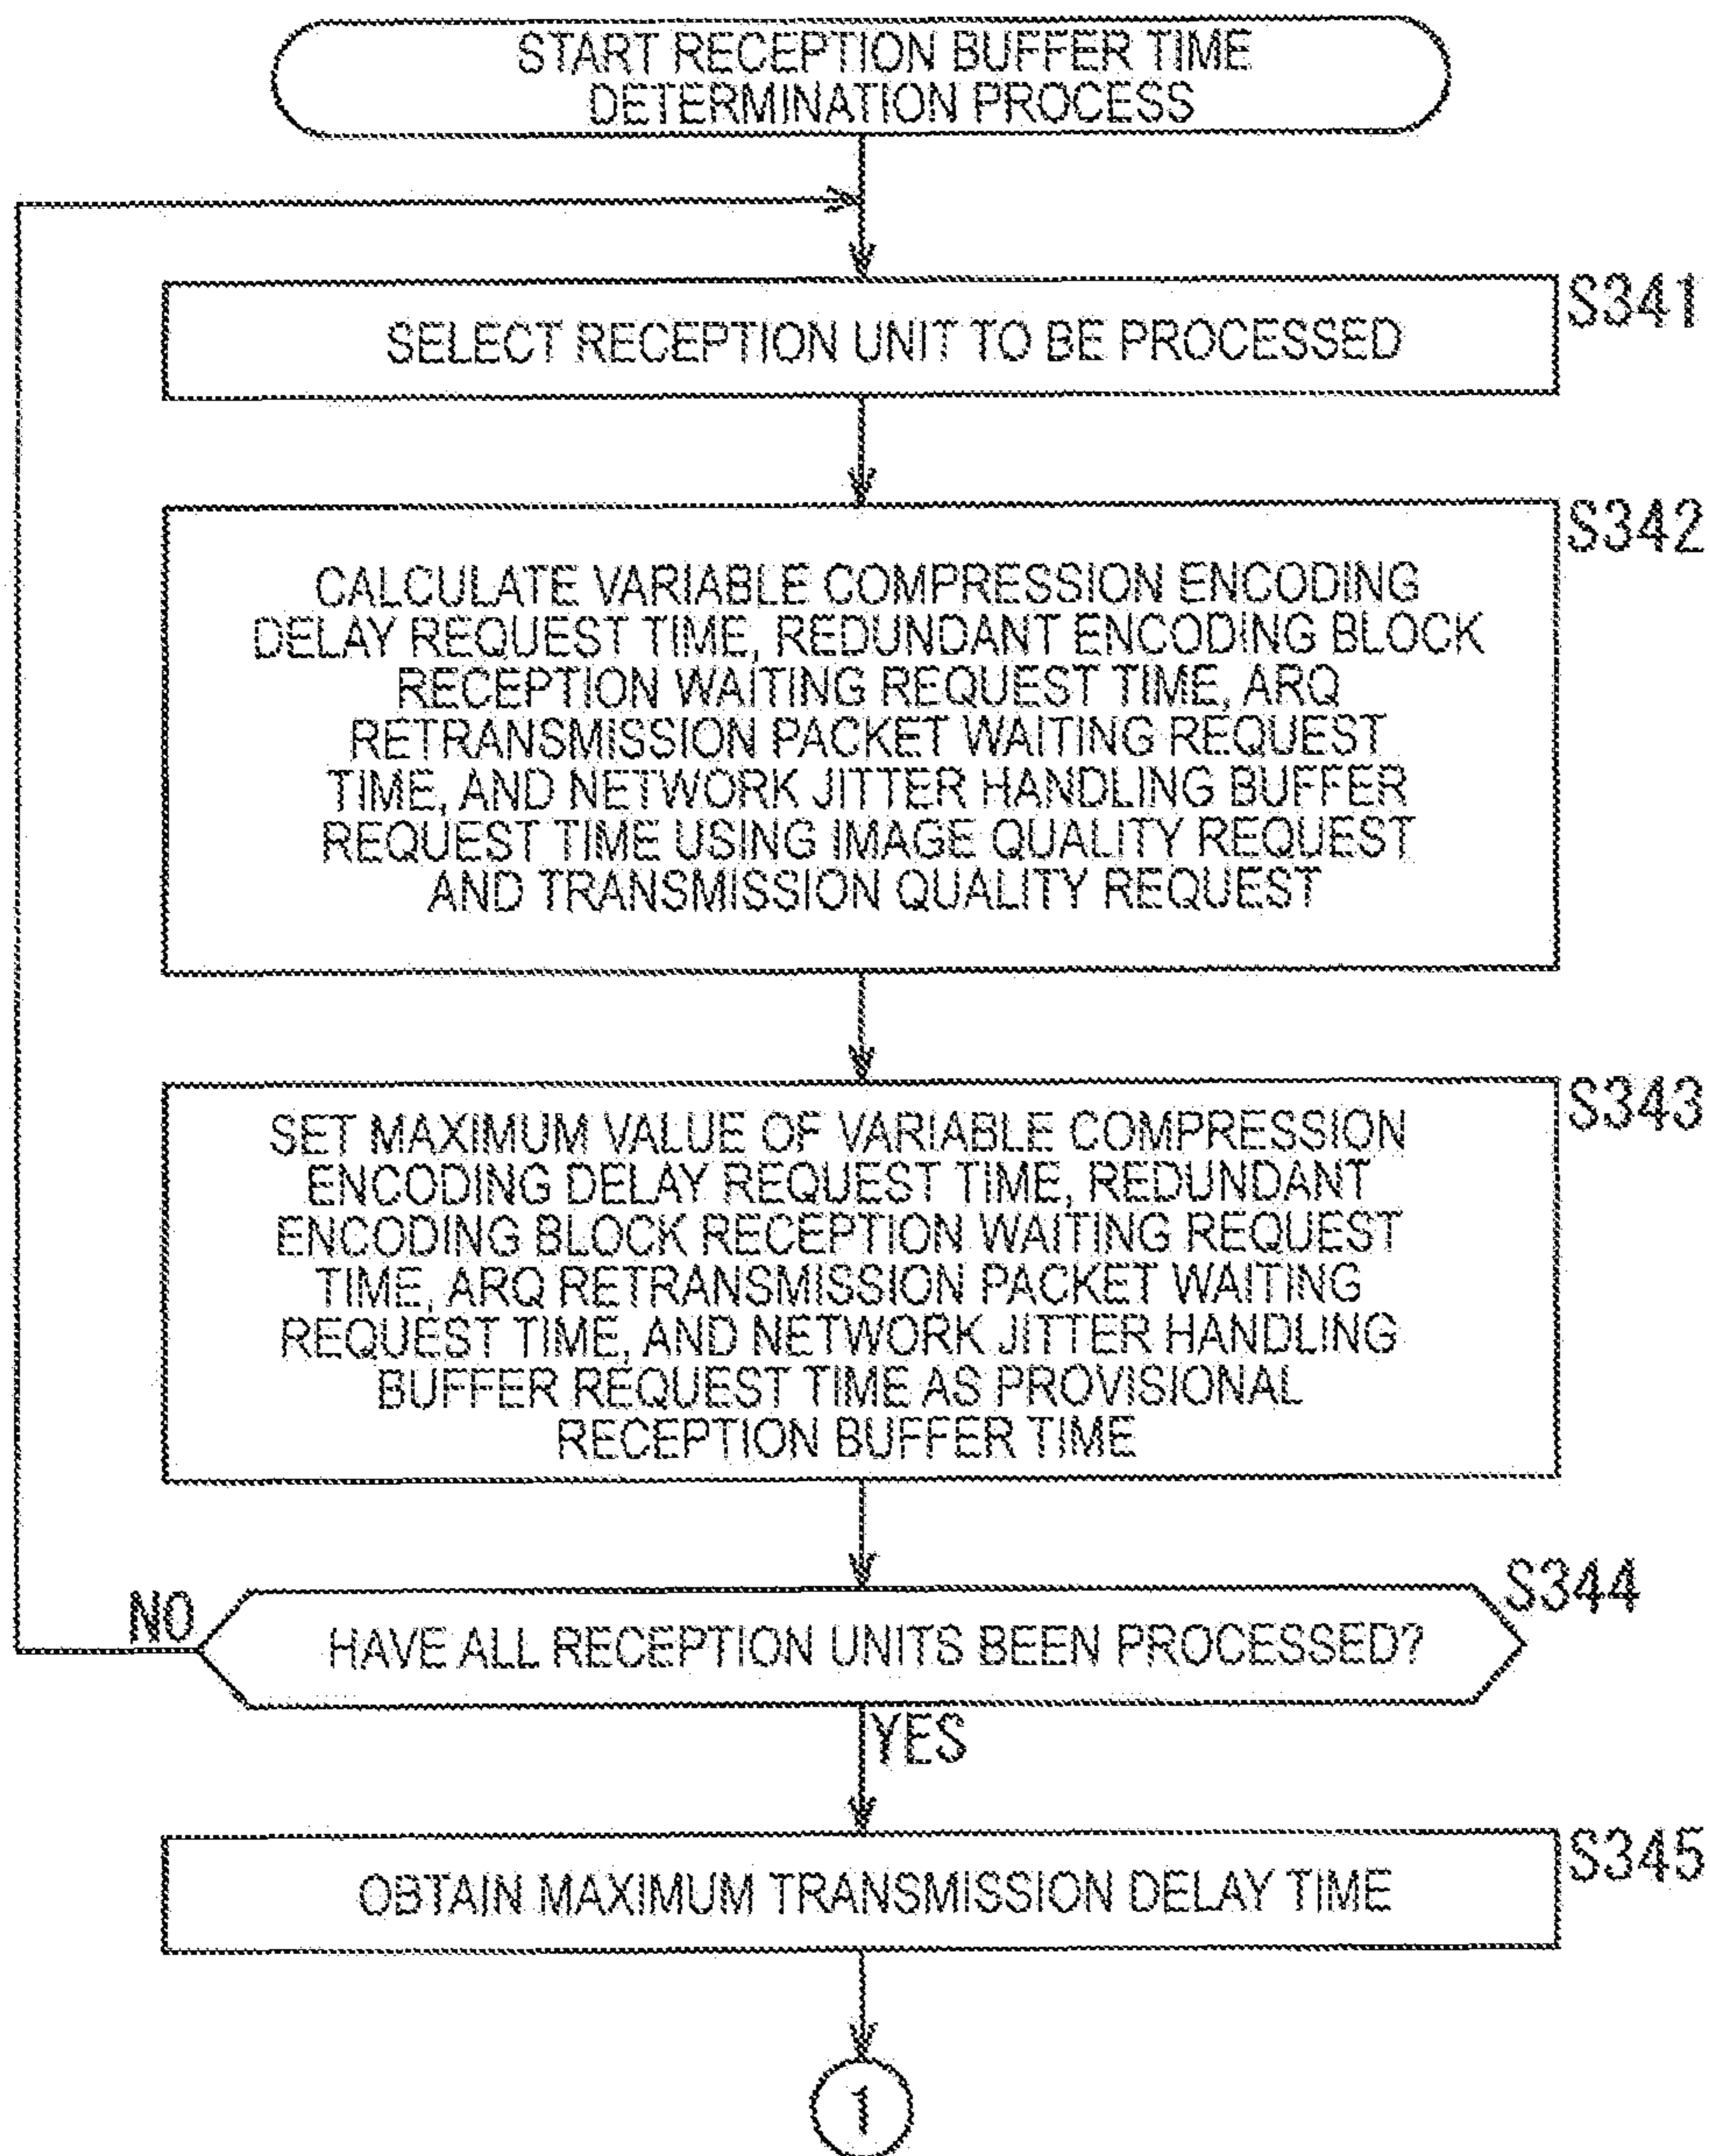 START RECEPTION BUFFER TIME
DETERMINATION PROCESS
S341
SELECT RECEPTION UNIT TO BE PROCESSED
S342
CALCULATE VARIABLE COMPRESSION ENCODING
DELAY REQUEST TIME, REDUNDANT ENCODING BLOCK
RECEPTION WAITING REQUEST TIME, ARQ
RETRANSMISSION PACKET WAITING REQUEST
TIME, AND NETWORK JITTER HANDLING BUFFER
REQUEST TIME USING IMAGE QUALITY REQUEST
AND TRANSMISSION QUALITY REQUEST
S343
SET MAXIMUM VALUE OF VARIABLE COMPRESSION
ENCODING DELAY REQUEST TIME, REDUNDANT
ENCODING BLOCK RECEPTION WAITING REQUEST
TIME, ARQ RETRANSMISSION PACKET WAITING
REQUEST TIME, AND NETWORK JITTER HANDLING
BUFFER REQUEST TIME AS PROVISIONAL
RECEPTION BUFFER TIME
S344
NO
HAVE ALL RECEPTION UNITS BEEN PROCESSED?
YES
S345
OBTAIN MAXIMUM TRANSMISSION DELAY TIME
1